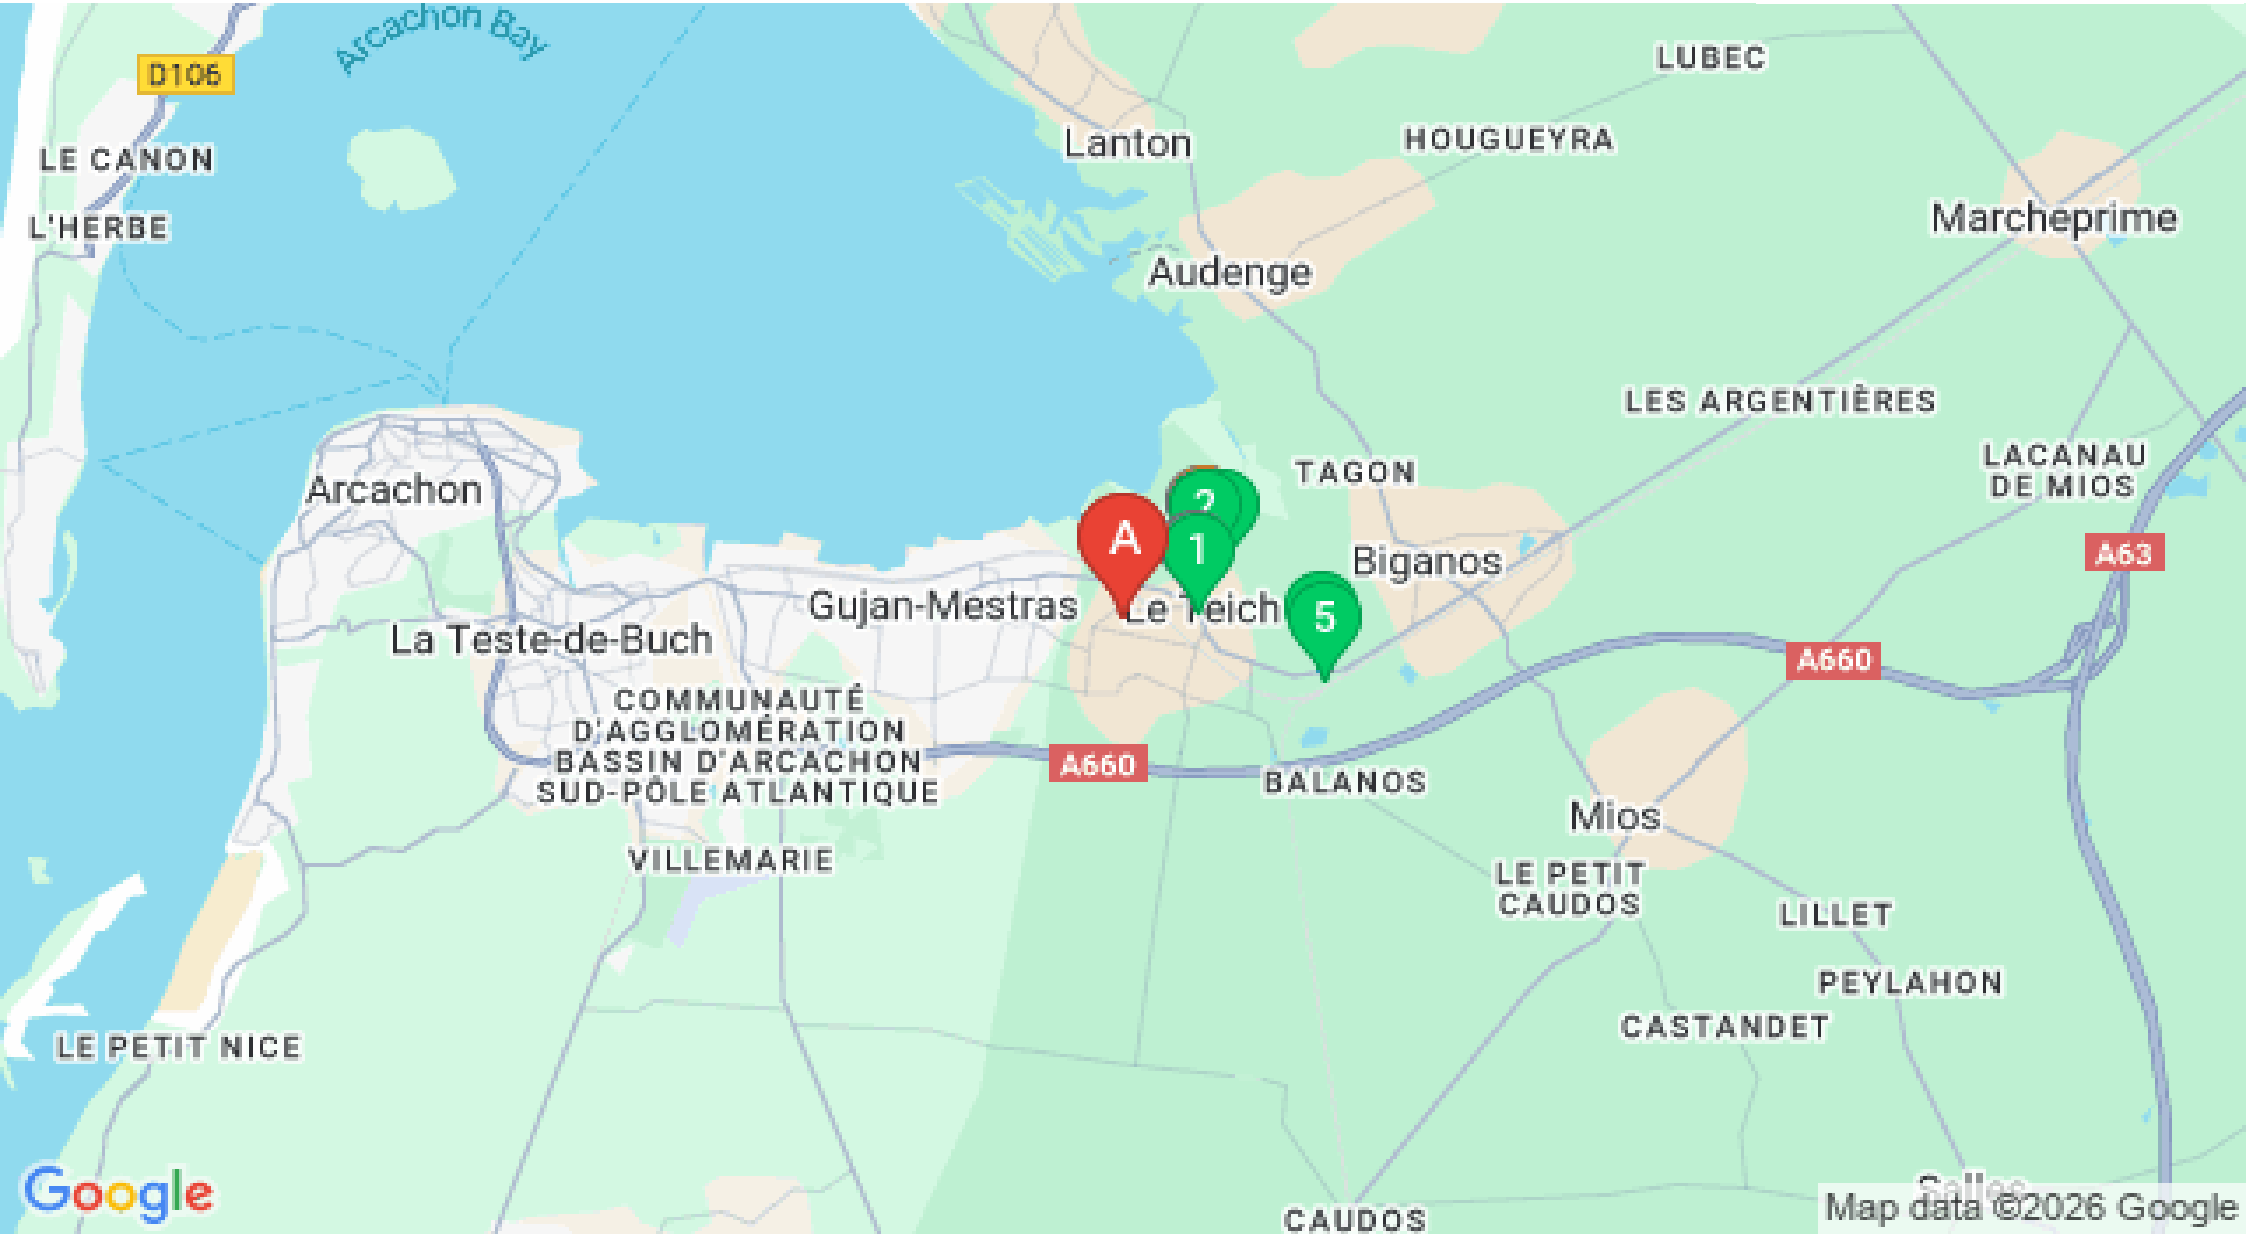 Arcachon Bay
D106
LUBEC
LE CANON
Lanton
HOUGUEYRA
L'HERBE
Marcheprime
Audenge
LES ARGENTIÈRES
TAGON
LACANAU
DE MIOS
Arcachon
2
A
1
Biganos
A63
Gujan-Mestras
Le Teich
5
La Teste-de-Buch
A660
COMMUNAUTÉ
D'AGGLOMÉRATION
BASSIN D'ARCACHON
SUD-PÔLE ATLANTIQUE
A660
BALANOS
Mios
VILLEMARIE
LE PETIT
CAUDOS
LILLET
PEYLAHON
CASTANDET
LE PETIT NICE
Google
CAUDOS
Map data ©2026 Google